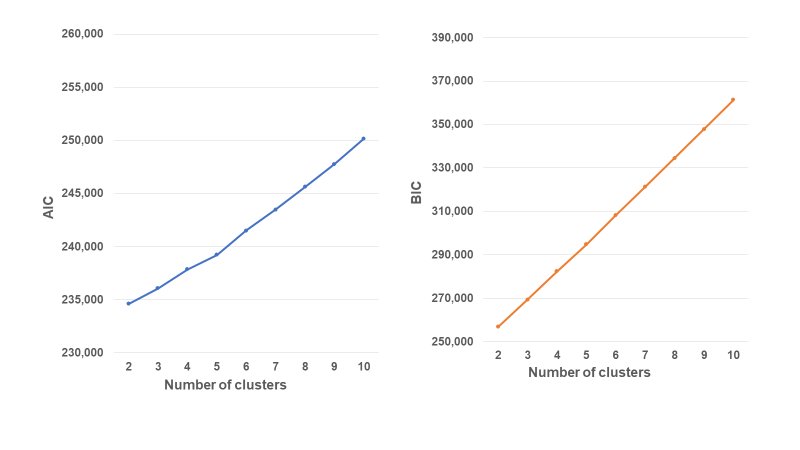 260,000
255,000
250,000
245,000
240,000
235,000
230,000
AIC
2 3 4 5 6 7 8 9 10
Number of clusters
390,000
370,000
350,000
330,000
310,000
290,000
270,000
250,000
BIC
2 3 4 5 6 7 8 9 10
Number of clusters